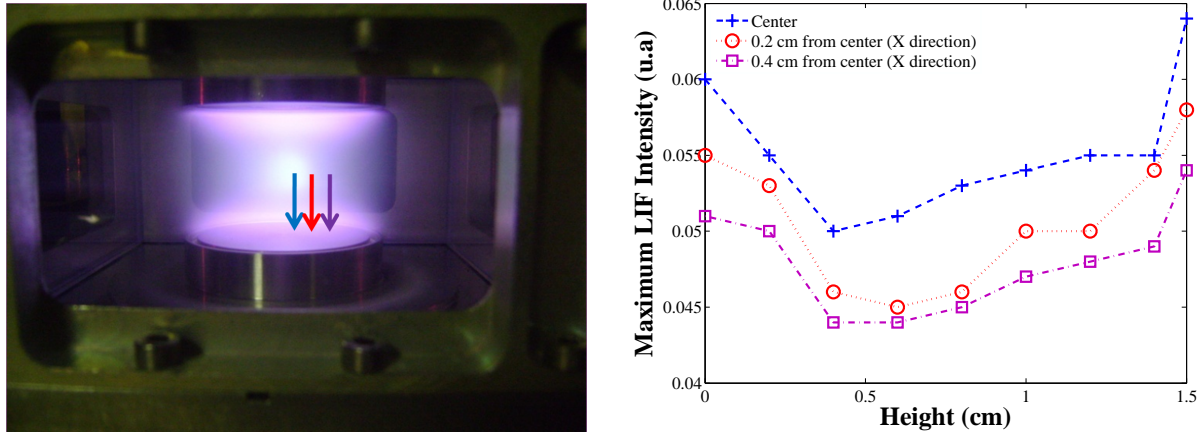 0.065
0.06
0.055
0.05
0.045
0.04
Maximum LIF Intensity (u.a)
Center
0.2 cm from center (X direction)
0.4 cm from center (X direction)
0
0.5
1
1.5
Height (cm)